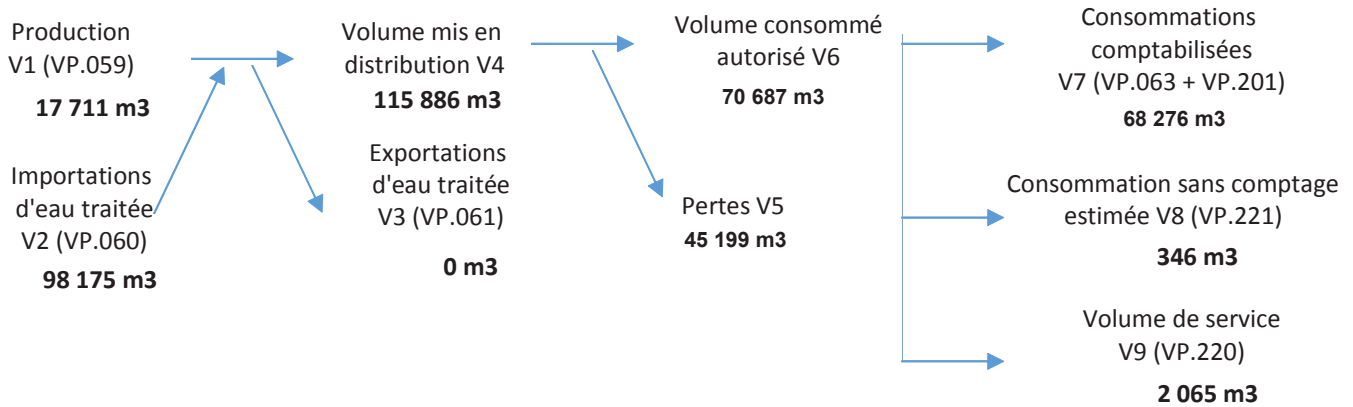 Production
V1 (VP.059)
17 711 m3
Importations
d'eau traitée
V2 (VP.060)
98 175 m3
Volume mis en
distribution V4
115 886 m3
Exportations
d'eau traitée
V3 (VP.061)
0 m3
Volume consommé
autorisé V6
70 687 m3
Pertes V5
45 199 m3
Consommations
comptabilisées
V7 (VP.063 + VP.201)
68 276 m3
Consommation sans comptage
estimée V8 (VP.221)
346 m3
Volume de service
V9 (VP.220)
2 065 m3